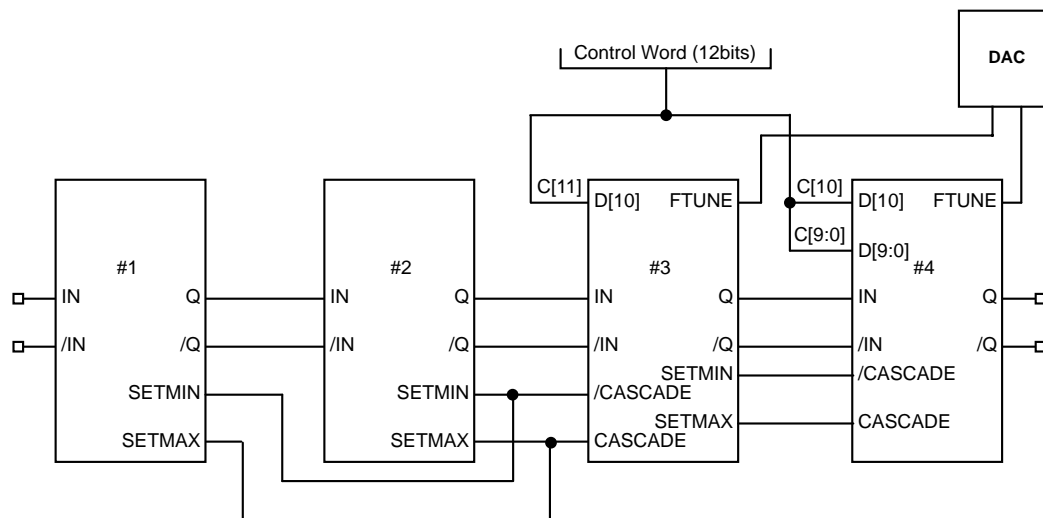 Control Word (12bits)
DAC
C[11]
D[10]
FTUNE
C[10]
D[10]
FTUNE
C[9:0]
D[9:0]
#1
#2
#3
#4
IN
Q
IN
Q
IN
Q
IN
Q
/IN
/Q
/IN
/Q
/IN
/Q
/IN
/Q
SETMIN
/CASCADE
SETMIN
SETMIN
/CASCADE
SETMAX
CASCADE
SETMAX
SETMAX
CASCADE